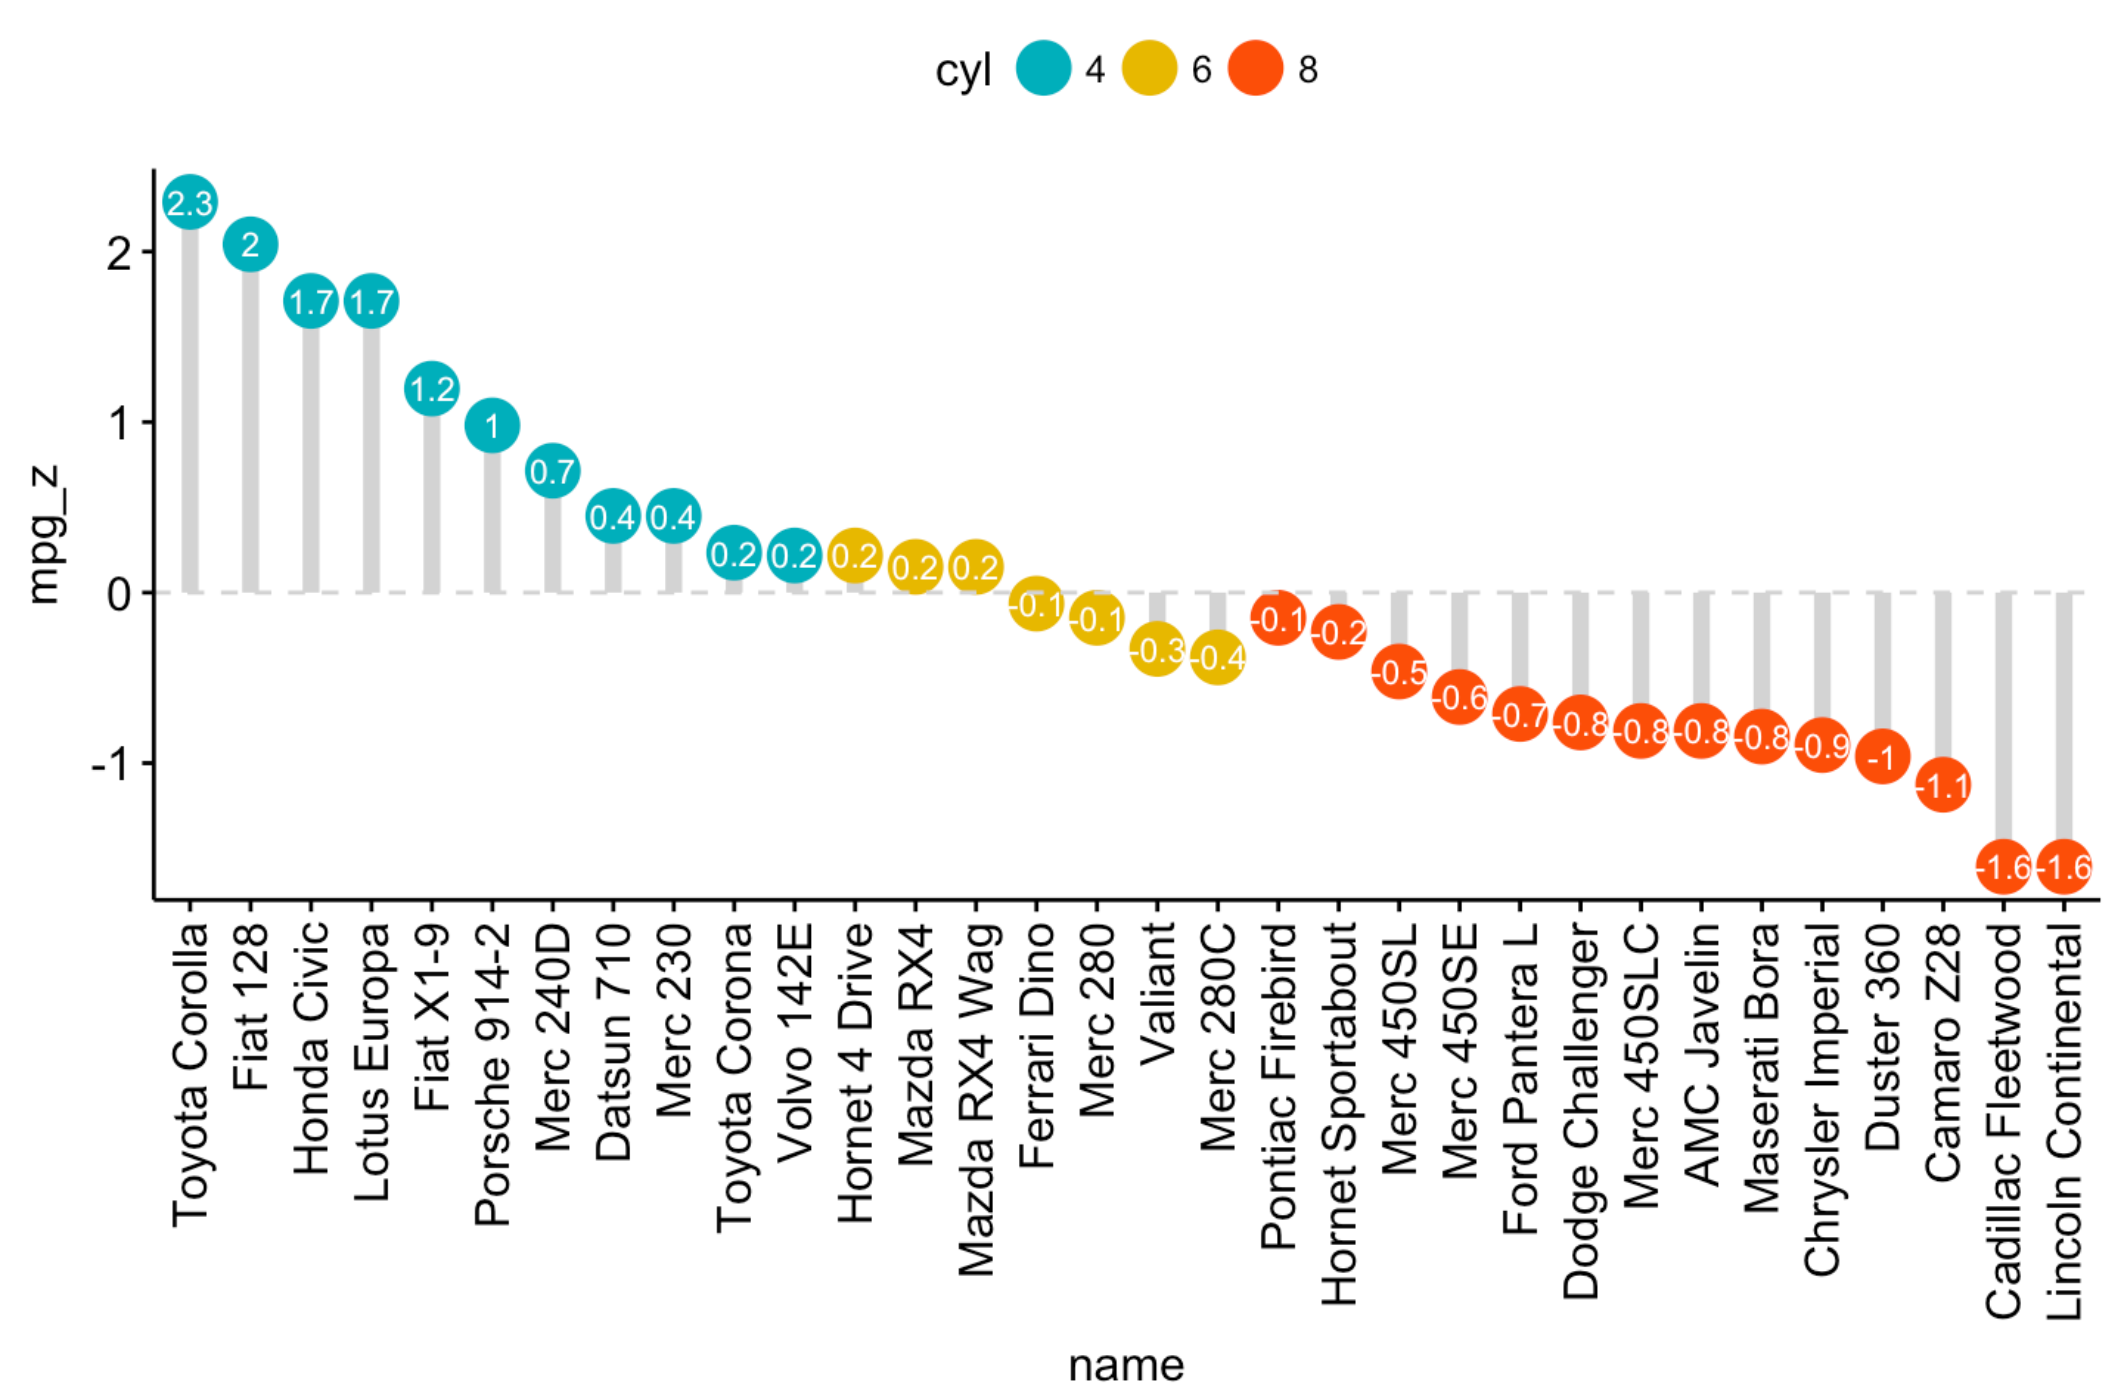 cyl 4 6 8
mpg_z
2
1
0
-1
2.3
2
1.7
1.7
1.2
1
0.7
0.4
0.4
0.2
0.2
0.2
0.2
0.2
-0.1
-0.1
-0.3
-0.4
-0.1
-0.2
-0.5
-0.6
-0.7
-0.8
-0.8
-0.8
-0.8
-0.9
-1
-1.1
-1.6
-1.6
Toyota Corolla
Fiat 128
Honda Civic
Lotus Europa
Fiat X1-9
Porsche 914-2
Merc 240D
Datsun 710
Merc 230
Toyota Corona
Volvo 142E
Hornet 4 Drive
Mazda RX4
Mazda RX4 Wag
Ferrari Dino
Merc 280
Valiant
Merc 280C
Pontiac Firebird
Hornet Sportabout
Merc 450SL
Merc 450SE
Ford Pantera L
Dodge Challenger
Merc 450SLC
AMC Javelin
Maserati Bora
Chrysler Imperial
Duster 360
Camaro Z28
Cadillac Fleetwood
Lincoln Continental
name